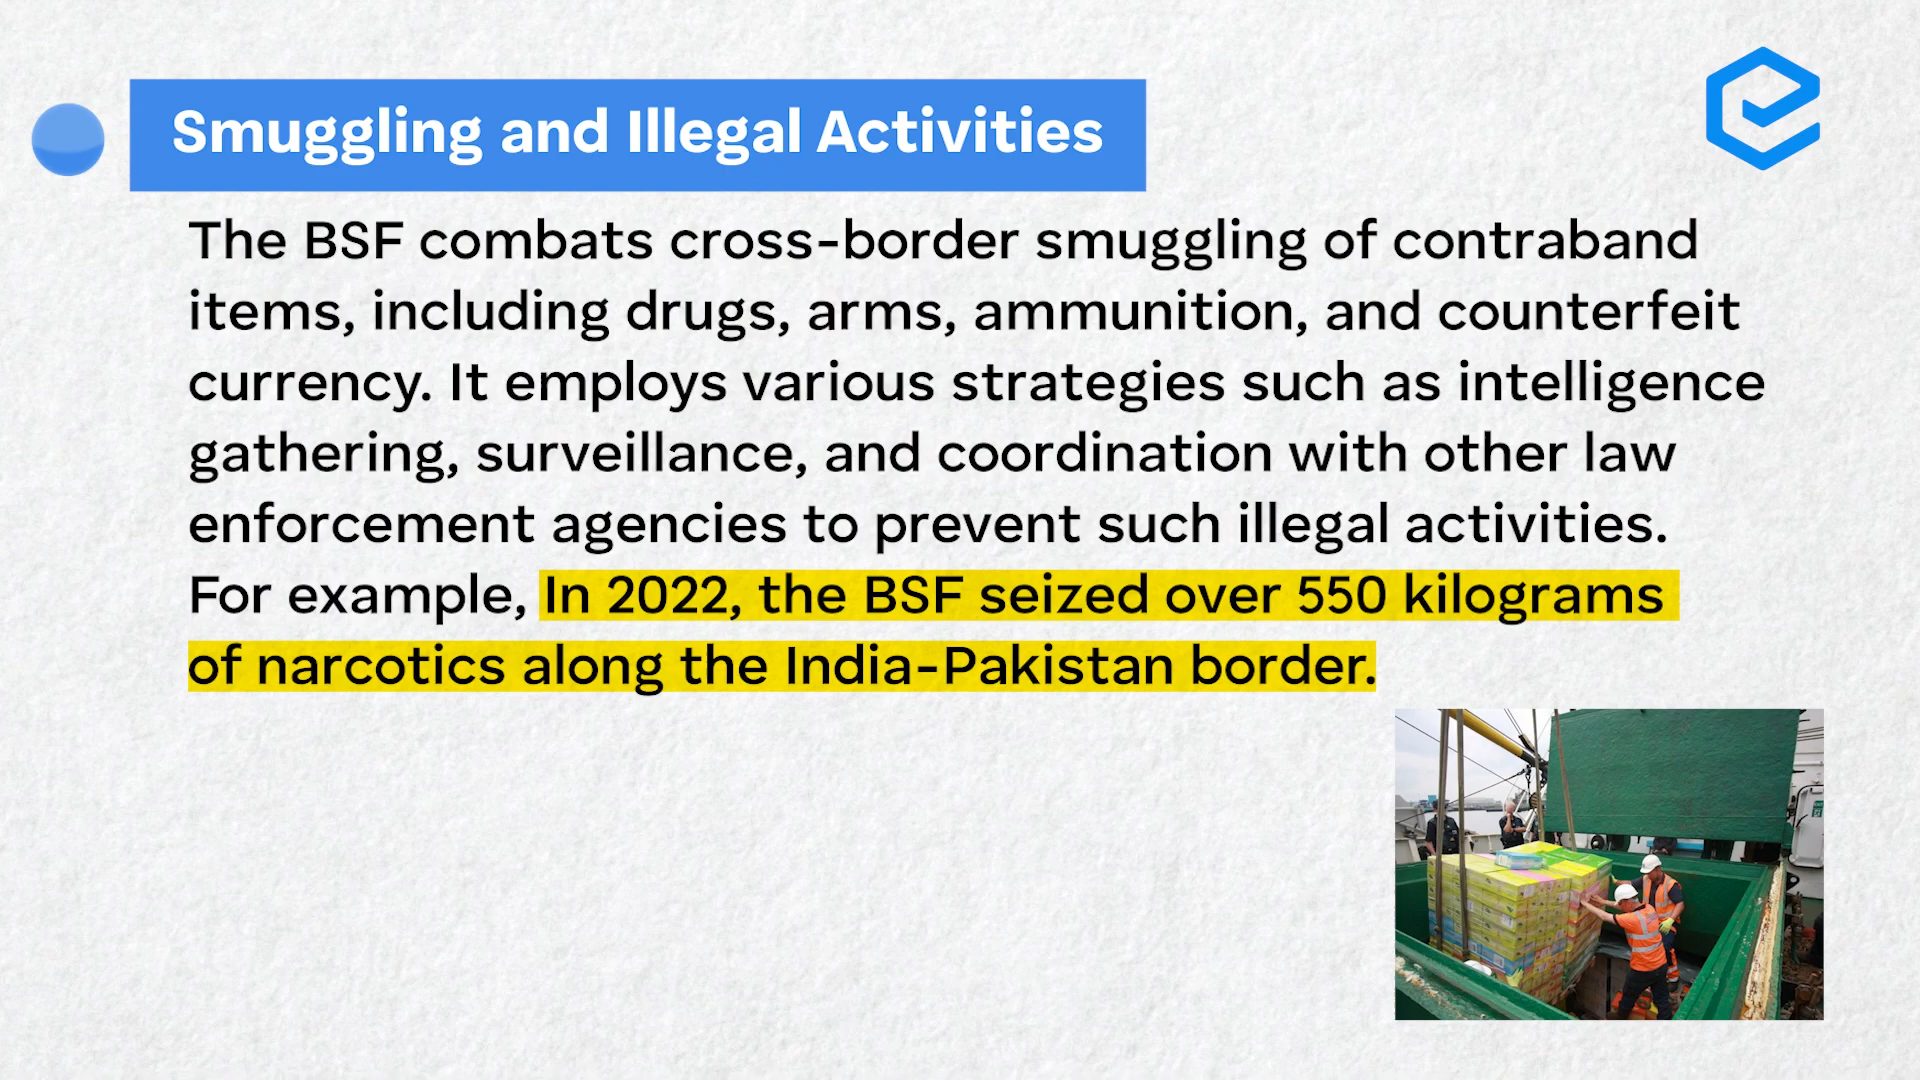 Smuggling and Illegal Activities
The BSF combats cross-border smuggling of contraband
items, including drugs, arms, ammunition, and counterfeit
currency. It employs various strategies such as intelligence
gathering, surveillance, and coordination with other law
enforcement agencies to prevent such illegal activities.
For example, In 2022, the BSF seized over 550 kilograms
of narcotics along the India-Pakistan border.